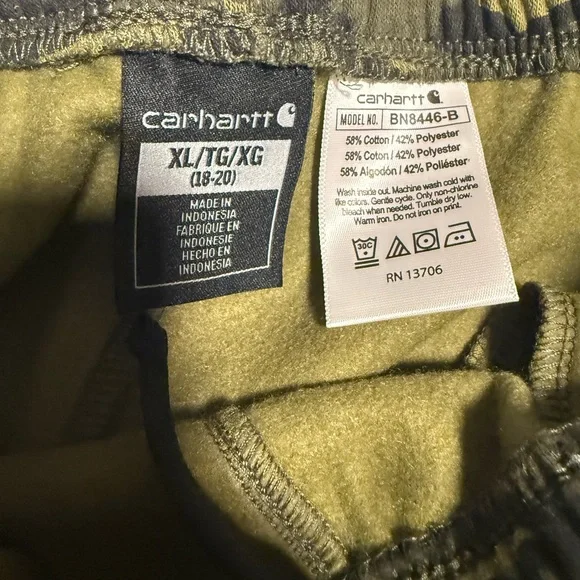 carhartt
XL/TG/XG
(18-20)
MADE IN
INDONESIA
FABRIQUE EN
INDONESIE
HECHO EN
INDONESIA
carhartt
MODEL NO. BN8446-B
58% Cotton / 42% Polyester
58% Coton / 42% Polyester
58% Algodón / 42% Poliéster
Wash inside out. Machine wash cold with
like colors. Gentle cycle. Only non-chlorine
bleach when needed. Tumble dry low.
Warm iron. Do not iron on print.
30C
RN 13706